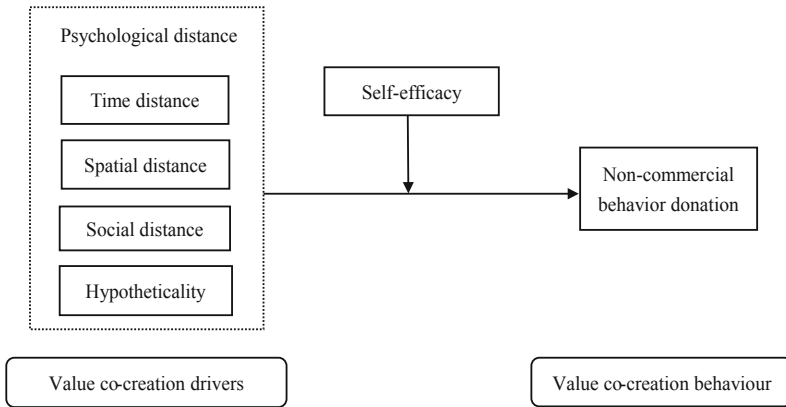 Psychological distance
Time distance
Spatial distance
Social distance
Hypotheticality
Self-efficacy
Non-commercial
behavior donation
Value co-creation drivers
Value co-creation behaviour